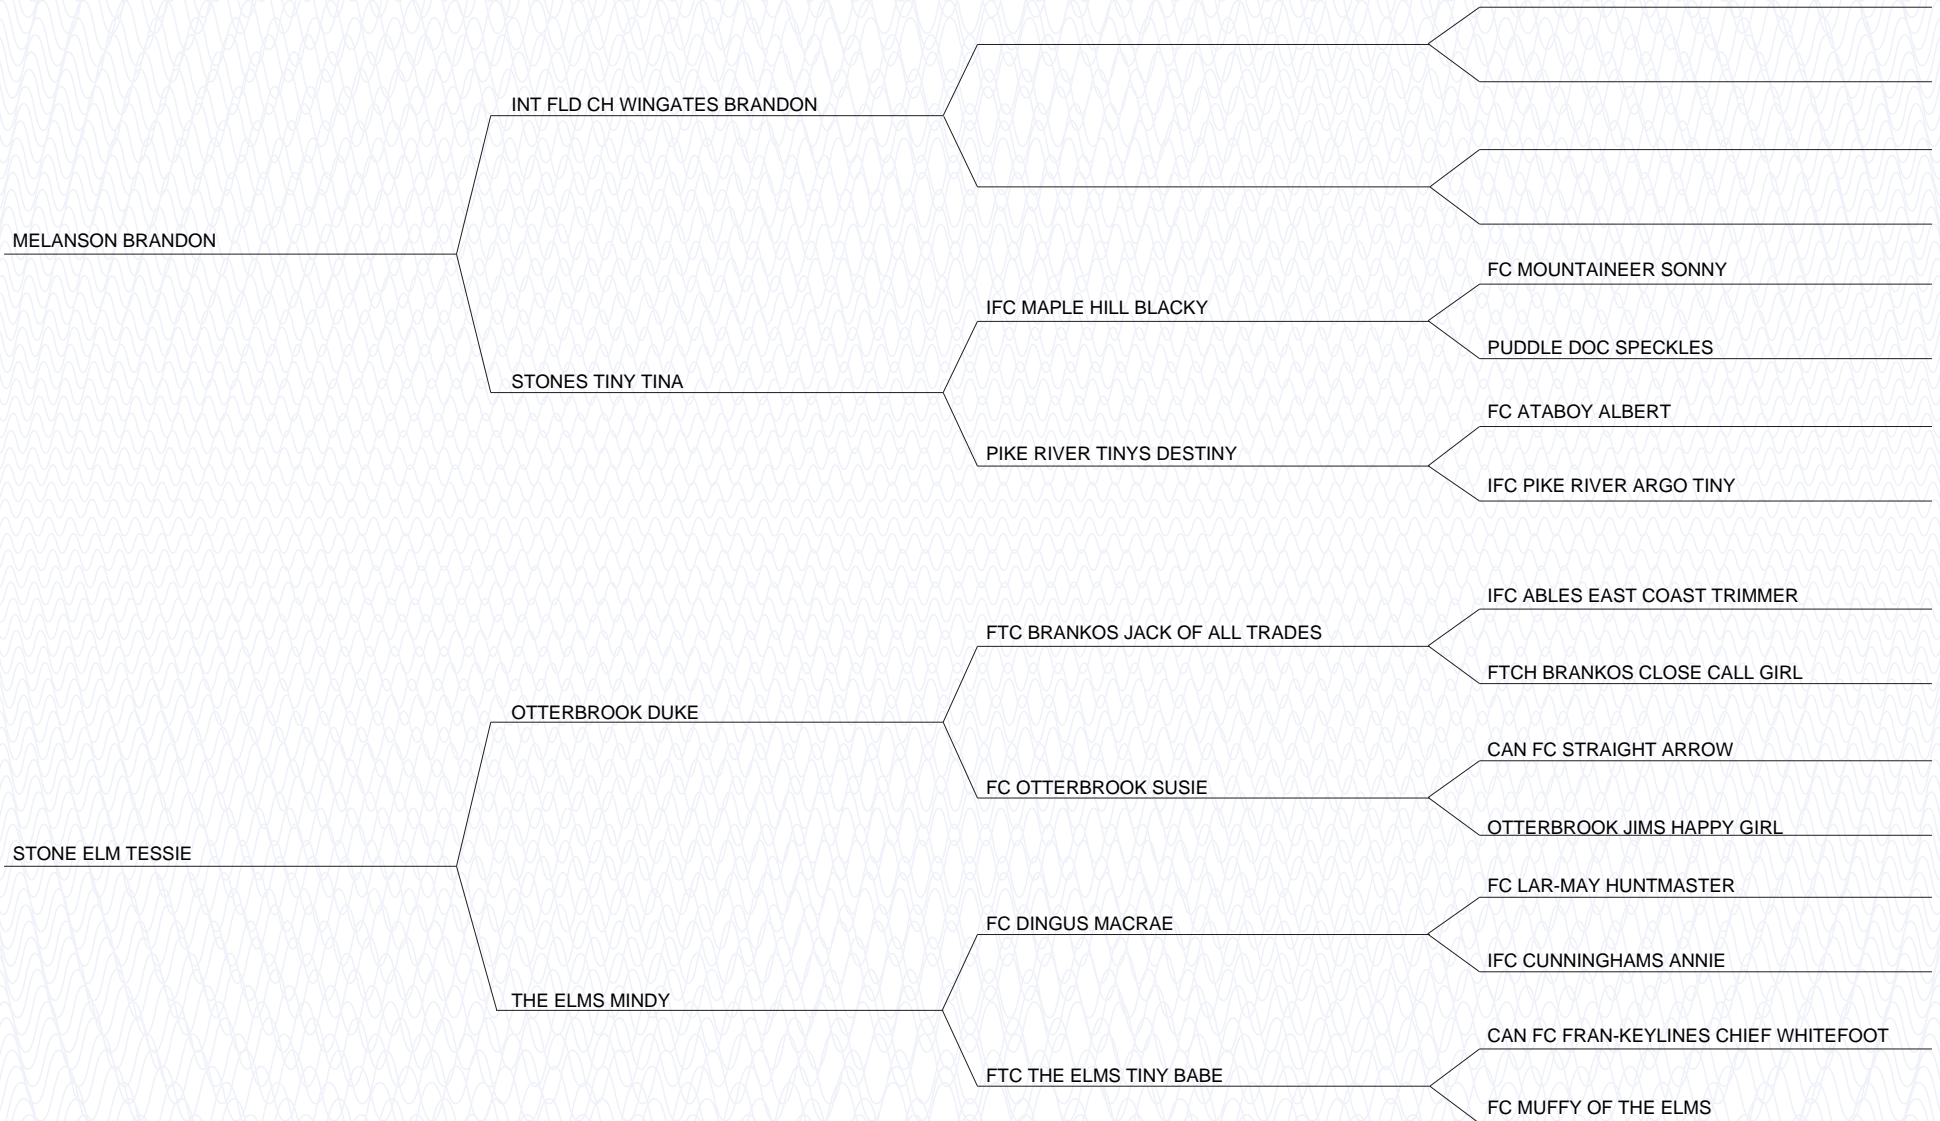 INT FLD CH WINGATES BRANDON
MELANSON BRANDON
FC MOUNTAINEER SONNY
IFC MAPLE HILL BLACKY
PUDDLE DOC SPECKLES
STONES TINY TINA
FC ATABOY ALBERT
PIKE RIVER TINYS DESTINY
IFC PIKE RIVER ARGO TINY
IFC ABLES EAST COAST TRIMMER
FTC BRANKOS JACK OF ALL TRADES
FTCH BRANKOS CLOSE CALL GIRL
OTTERBROOK DUKE
CAN FC STRAIGHT ARROW
FC OTTERBROOK SUSIE
OTTERBROOK JIMS HAPPY GIRL
STONE ELM TESSIE
FC LAR-MAY HUNTMASTER
FC DINGUS MACRAE
IFC CUNNINGHAMS ANNIE
THE ELMS MINDY
CAN FC FRAN-KEYLINES CHIEF WHITEFOOT
FTC THE ELMS TINY BABE
FC MUFFY OF THE ELMS